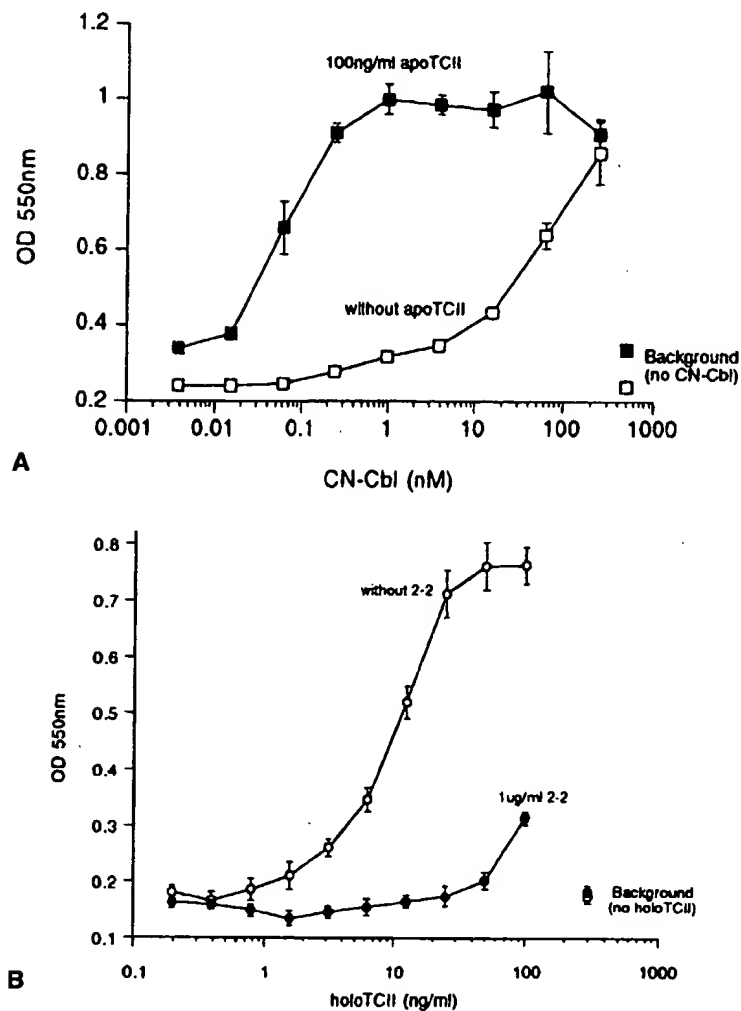 1.2
100ng/ml apoTCII
1
0.8
OD 550nm
0.6
without apoTCII
0.4
Background
(no CN-Cbl)
0.2
0.001 0.01 0.1 1 10 100 1000
A
CN-Cbl (nM)
0.8
without 2-2
0.7
0.6
OD 550nm
0.5
0.4
1ug/ml 2-2
0.3
0.2
Background
(no holoTCII)
0.1
0.1 1 10 100 1000
B
holoTCII (ng/ml)